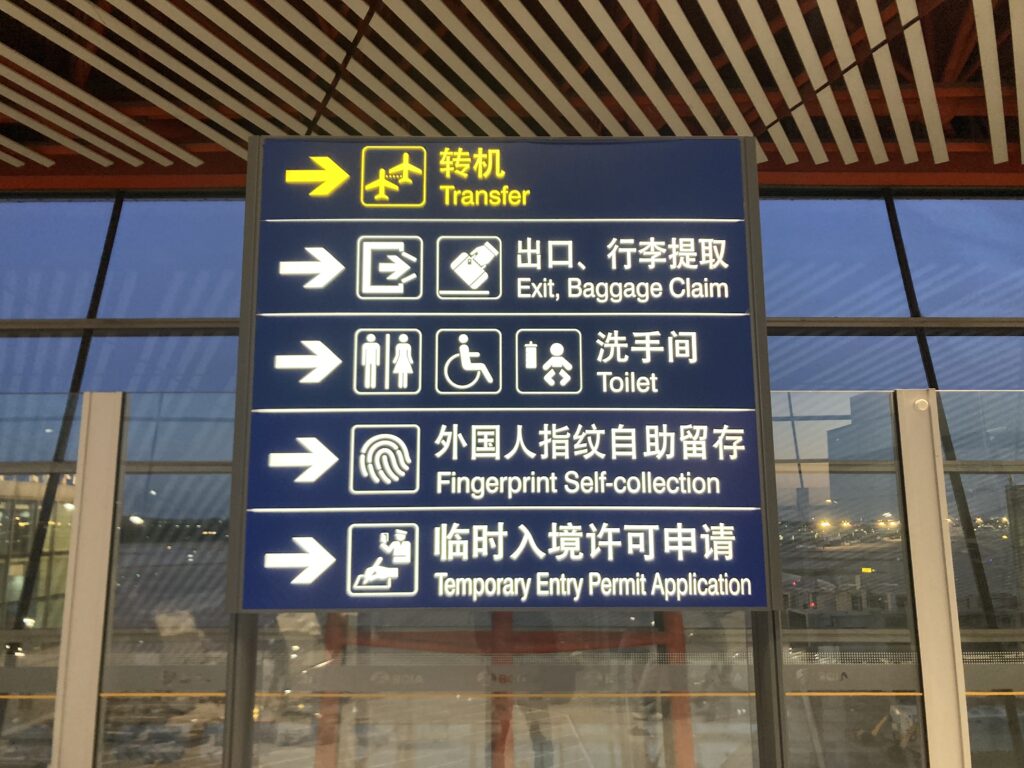 转机
Transfer
出口、行李提取
Exit, Baggage Claim
洗手间
Toilet
外国人指纹自助留存
Fingerprint Self-collection
临时入境许可申请
Temporary Entry Permit Application